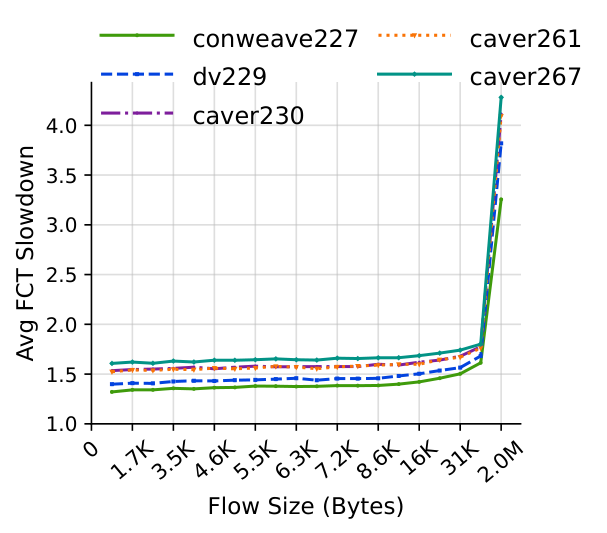 conweave227
caver261
dv229
caver267
caver230
Avg FCT Slowdown
4.0
3.5
3.0
2.5
2.0
1.5
1.0
0
1.7K
3.5K
4.6K
5.5K
6.3K
7.2K
8.6K
16K
31K
2.0M
Flow Size (Bytes)